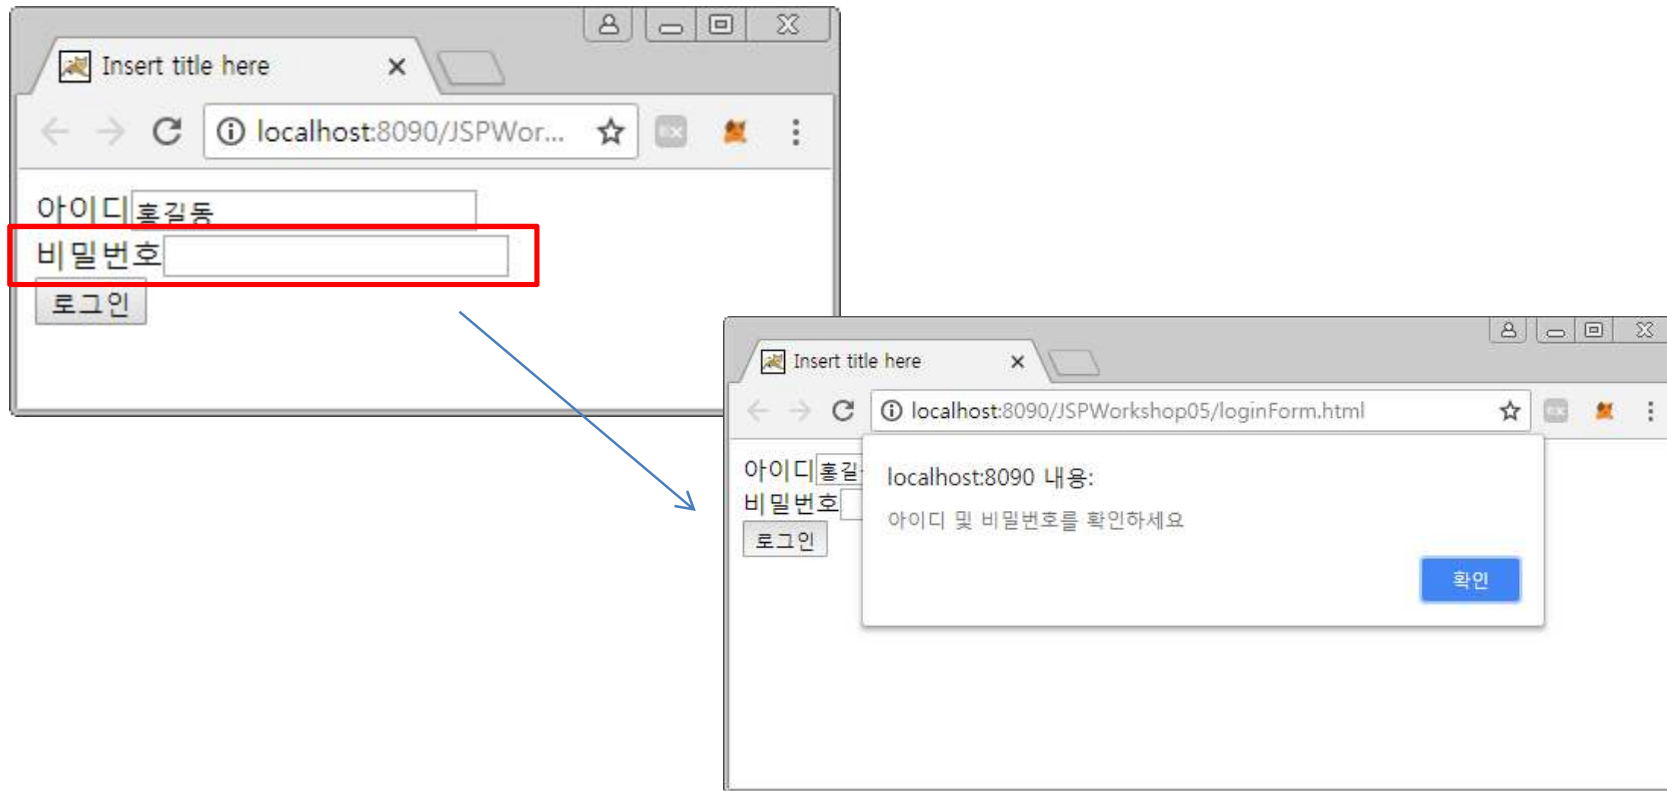 Insert title here
localhost:8090/JSPWor...
아이디 홍길동
비밀번호
로그인
Insert title here
localhost:8090/JSPWorkshop05/loginForm.html
아이디 홍길
비밀번호
로그인
localhost:8090 내용:
아이디 및 비밀번호를 확인하세요
확인